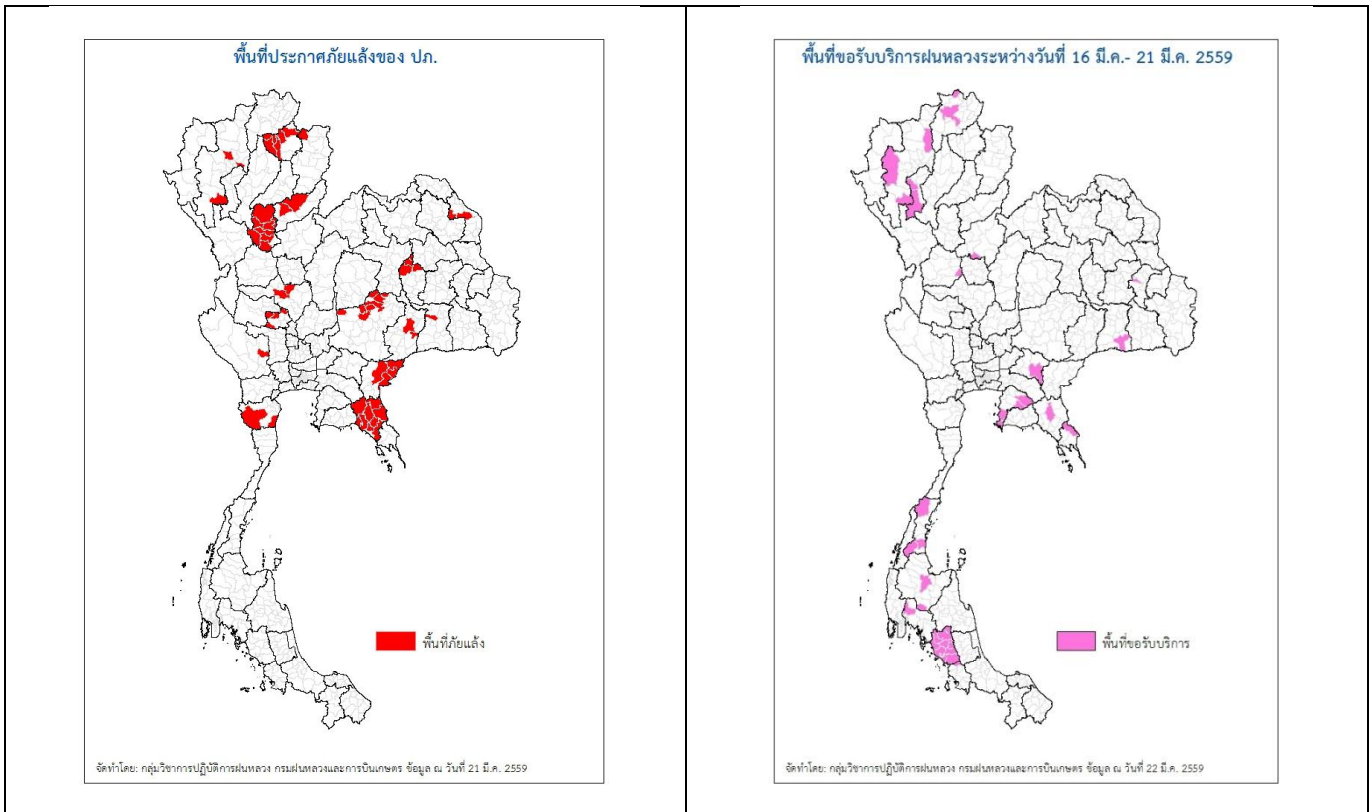 พื้นที่ประกาศภัยแล้งของ ปภ.
พื้นที่ภัยแล้ง
จัดทำโดย: กลุ่มวิชาการปฏิบัติการฝนหลวง กรมฝนหลวงและการบินเกษตร ข้อมูล ณ วันที่ 21 มี.ค. 2559
พื้นที่ขอรับบริการฝนหลวงระหว่างวันที่ 16 มี.ค.- 21 มี.ค. 2559
พื้นที่ขอรับบริการ
จัดทำโดย: กลุ่มวิชาการปฏิบัติการฝนหลวง กรมฝนหลวงและการบินเกษตร ข้อมูล ณ วันที่ 22 มี.ค. 2559